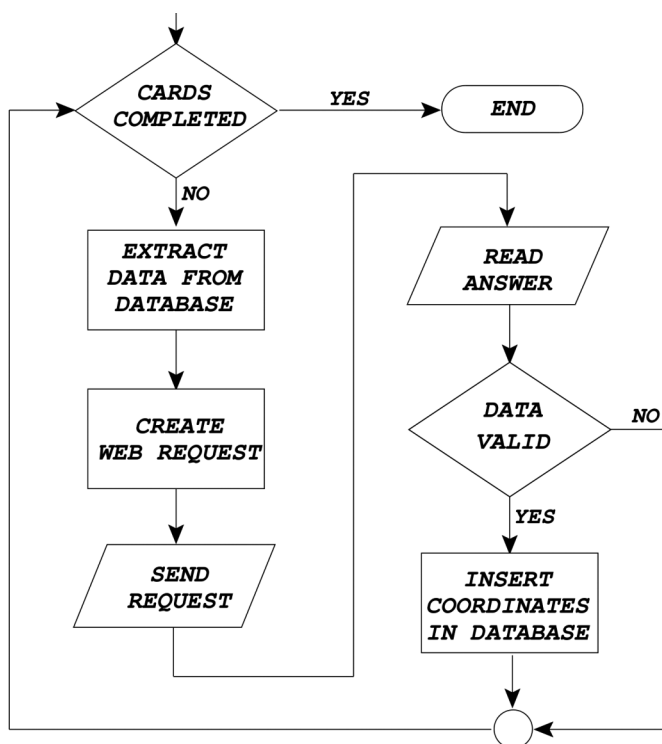 CARDS
COMPLETED
YES
END
NO
EXTRACT
DATA FROM
DATABASE
CREATE
WEB REQUEST
SEND
REQUEST
READ
ANSWER
DATA
VALID
NO
YES
INSERT
COORDINATES
IN DATABASE